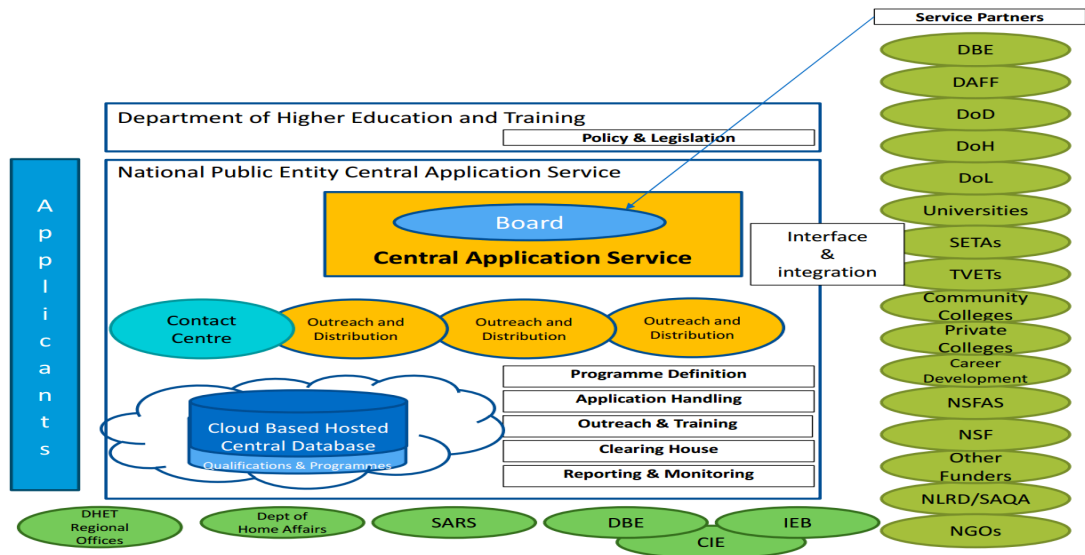 Service Partners
DBE
DAFF
DoD
DoH
DoL
Universities
SETAs
TVETs
Community
Colleges
Private
Colleges
Career
Development
NSFAS
NSF
Other
Funders
NLRD/SAQA
NGOs
Department of Higher Education and Training
Policy & Legislation
National Public Entity Central Application Service
Board
Central Application Service
Interface
&
integration
Applicants
Contact
Centre
Outreach and
Distribution
Outreach and
Distribution
Outreach and
Distribution
Cloud Based Hosted
Central Database
Qualifications & Programmes
Programme Definition
Application Handling
Outreach & Training
Clearing House
Reporting & Monitoring
DHET
Regional
Offices
Dept of
Home Affairs
SARS
DBE
CIE
IEB